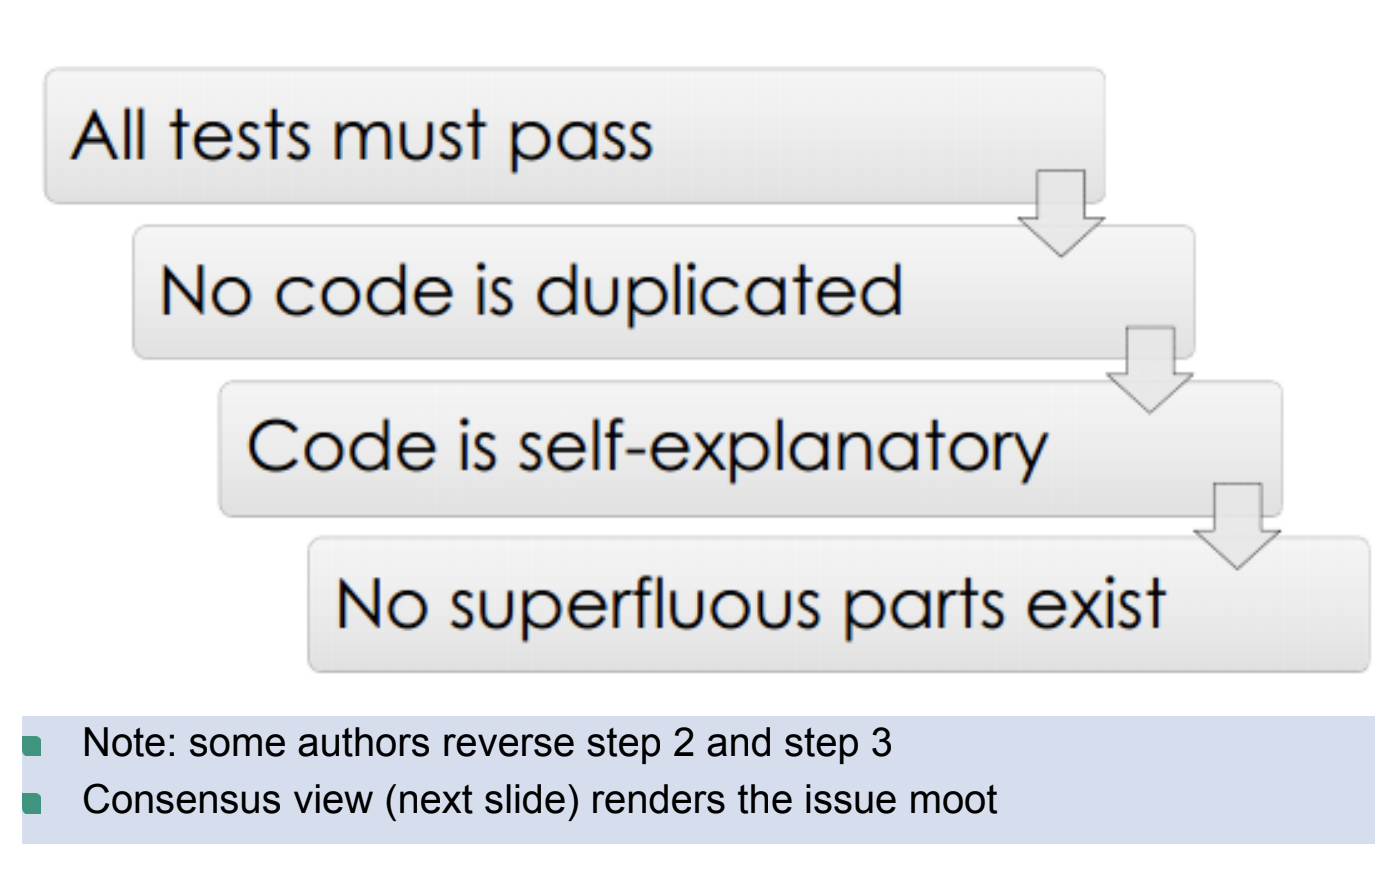 All tests must pass
No code is duplicated
Code is self-explanatory
No superfluous parts exist
Note: some authors reverse step 2 and step 3
Consensus view (next slide) renders the issue moot